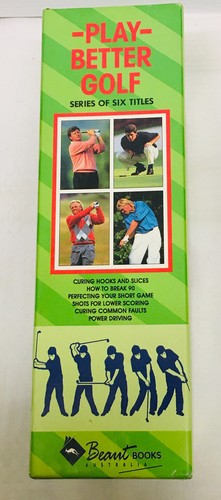 -PLAY-
BETTER
GOLF
SERIES OF SIX TITLES
CURING HOOKS AND SLICES
HOW TO BREAK 90
PERFECTING YOUR SHORT GAME
SHOTS FOR LOWER SCORING
CURING COMMON FAULTS
POWER DRIVING
Beaut BOOKS
AUSTRALIA